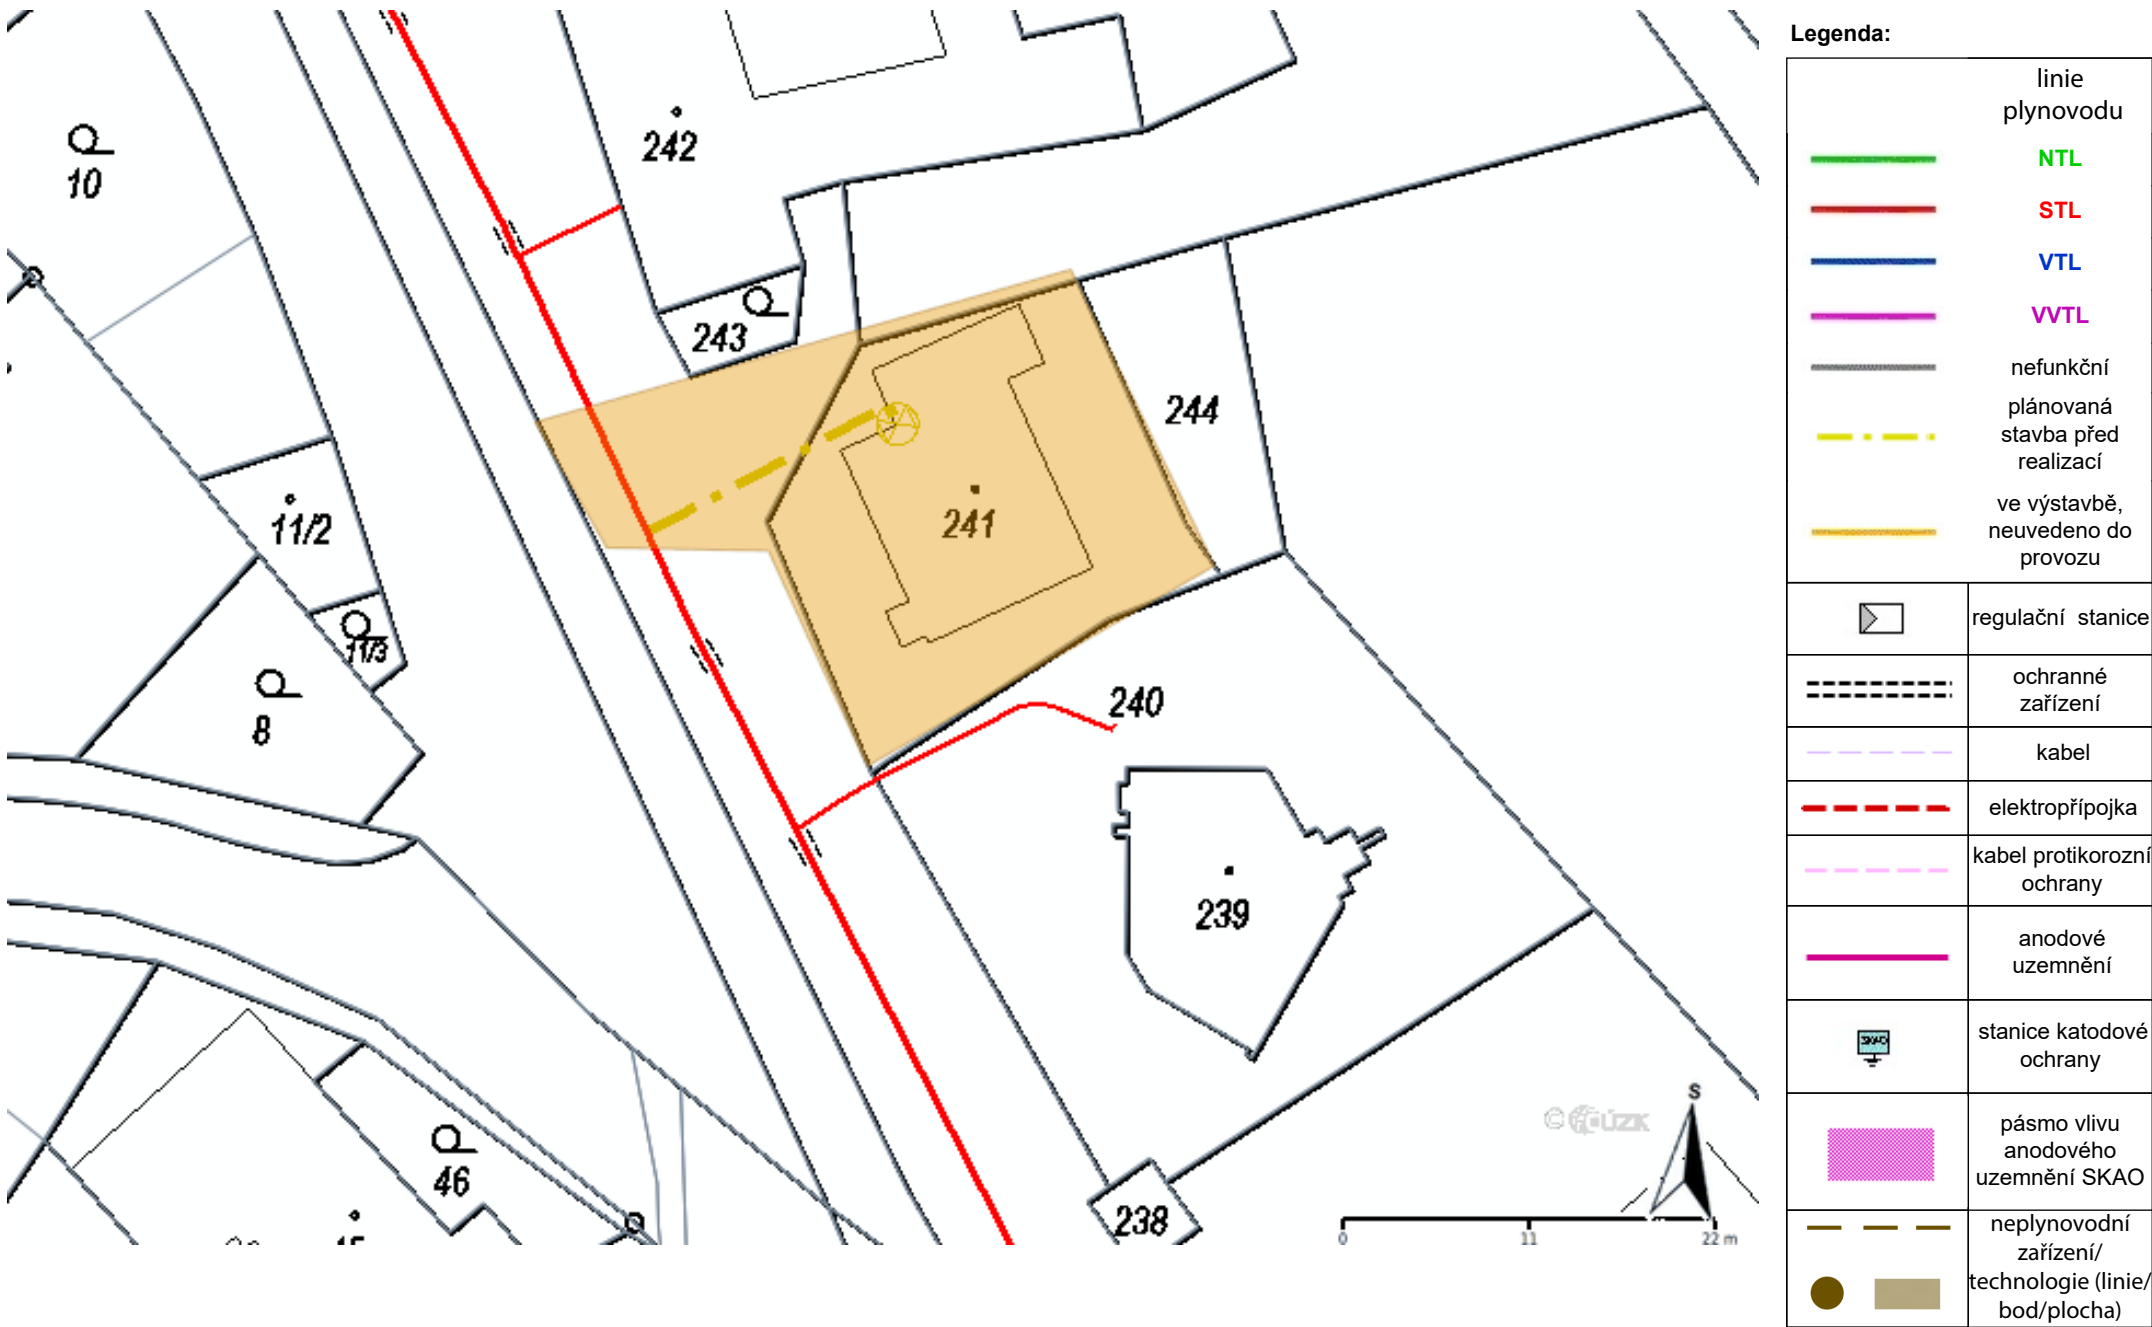 Legenda:
linie
plynovodu
NTL
STL
VTL
VVTL
nefunkční
plánovaná
stavba před
realizací
ve výstavbě,
neuvedeno do
provozu
regulační stanice
ochranné
zařízení
kabel
elektropřípojka
kabel protikorozní
ochrany
anodové
uzemnění
SKAO
stanice katodové
ochrany
pásmo vlivu
anodového
uzemnění SKAO
neplynovodní
zařízení/
technologie (linie/
bod/plocha)
242
10
243
244
11/2
241
11/3
8
240
239
46
238
S
© ČÚZK
0 11 22 m